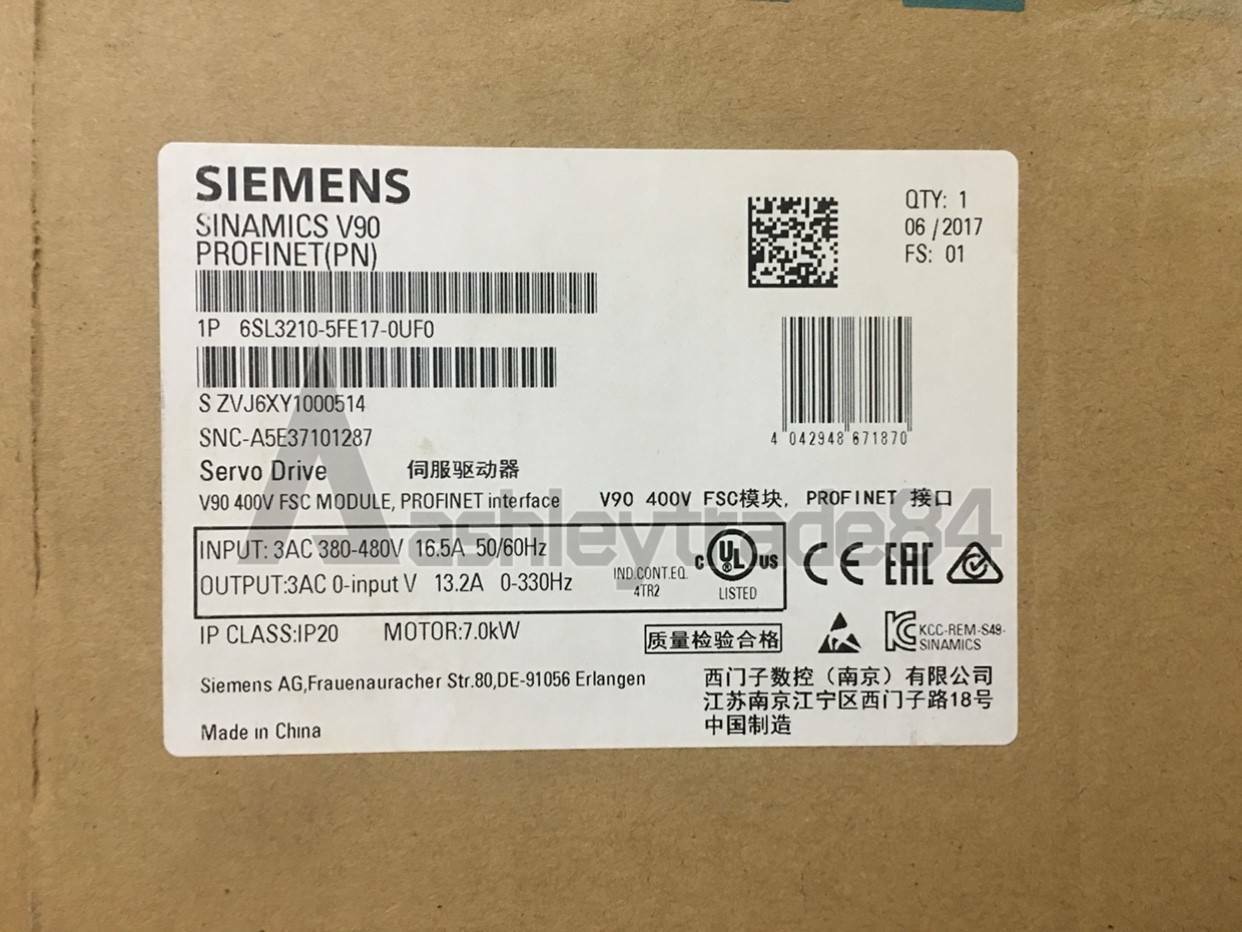 SIEMENS
SINAMICS V90
PROFINET(PN)
QTY: 1
06 / 2017
FS: 01
1P 6SL3210-5FE17-0UF0
S ZVJ6XY1000514
SNC-A5E37101287
4 042948 671870
Servo Drive 伺服驱动器
V90 400V FSC MODULE, PROFINET interface V90 400V FSC模块, PROFINET 接口
Aashleytrade84
INPUT: 3AC 380-480V 16.5A 50/60Hz
OUTPUT:3AC 0-input V 13.2A 0-330Hz
IND.CONT.EQ.
4TR2
C UL US
LISTED
CE EAC
IP CLASS:IP20 MOTOR:7.0kW
质量检验合格
KCC-REM-S49-
SINAMICS
Siemens AG,Frauenauracher Str.80,DE-91056 Erlangen
西门子数控（南京）有限公司
江苏南京江宁区西门子路18号
中国制造
Made in China